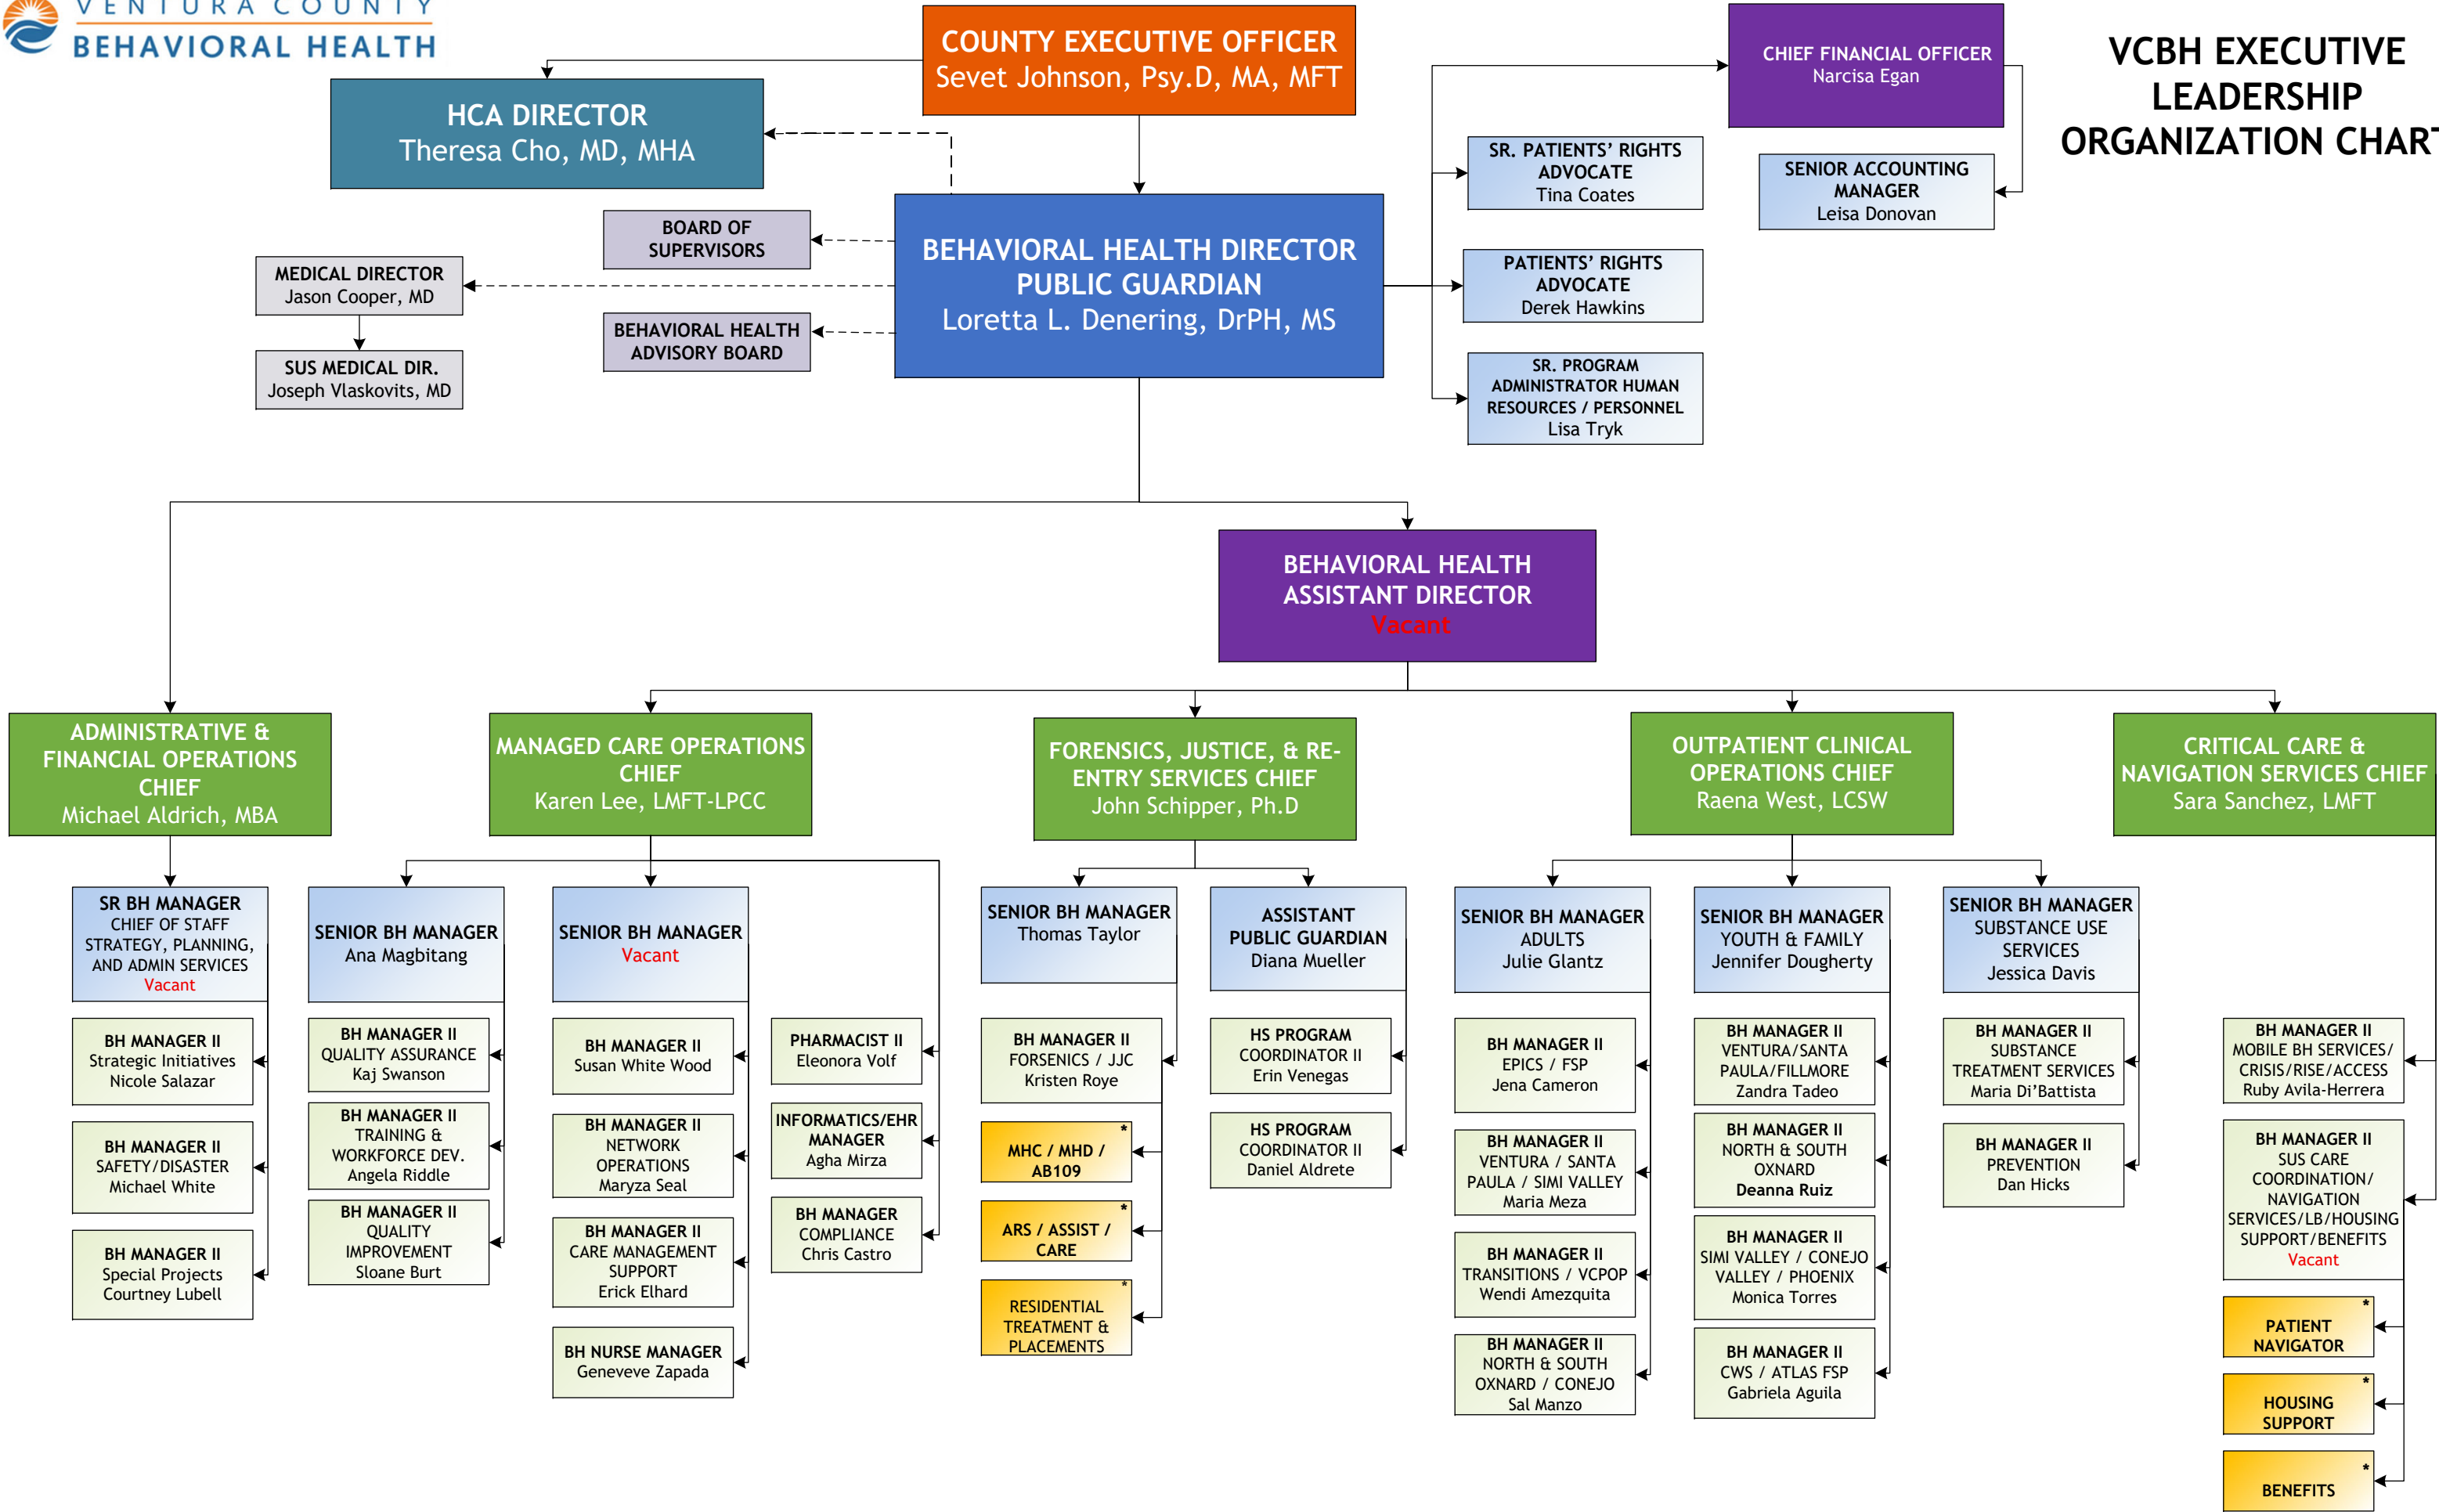 VENTURA COUNTY
BEHAVIORAL HEALTH
COUNTY EXECUTIVE OFFICER
Sevet Johnson, Psy.D, MA, MFT
CHIEF FINANCIAL OFFICER
Narcisa Egan
VCBH EXECUTIVE
LEADERSHIP
ORGANIZATION CHART
HCA DIRECTOR
Theresa Cho, MD, MHA
SR. PATIENTS’ RIGHTS
ADVOCATE
Tina Coates
SENIOR ACCOUNTING
MANAGER
Leisa Donovan
BOARD OF
SUPERVISORS
BEHAVIORAL HEALTH DIRECTOR
PUBLIC GUARDIAN
Loretta L. Denering, DrPH, MS
MEDICAL DIRECTOR
Jason Cooper, MD
PATIENTS’ RIGHTS
ADVOCATE
Derek Hawkins
BEHAVIORAL HEALTH
ADVISORY BOARD
SUS MEDICAL DIR.
Joseph Vlaskovits, MD
SR. PROGRAM
ADMINISTRATOR HUMAN
RESOURCES / PERSONNEL
Lisa Tryk
BEHAVIORAL HEALTH
ASSISTANT DIRECTOR
Vacant
ADMINISTRATIVE &
FINANCIAL OPERATIONS
CHIEF
Michael Aldrich, MBA
MANAGED CARE OPERATIONS
CHIEF
Karen Lee, LMFT-LPCC
FORENSICS, JUSTICE, & RE-
ENTRY SERVICES CHIEF
John Schipper, Ph.D
OUTPATIENT CLINICAL
OPERATIONS CHIEF
Raena West, LCSW
CRITICAL CARE &
NAVIGATION SERVICES CHIEF
Sara Sanchez, LMFT
SR BH MANAGER
CHIEF OF STAFF
STRATEGY, PLANNING,
AND ADMIN SERVICES
Vacant
SENIOR BH MANAGER
Ana Magbitang
SENIOR BH MANAGER
Vacant
SENIOR BH MANAGER
Thomas Taylor
ASSISTANT
PUBLIC GUARDIAN
Diana Mueller
SENIOR BH MANAGER
ADULTS
Julie Glantz
SENIOR BH MANAGER
YOUTH & FAMILY
Jennifer Dougherty
SENIOR BH MANAGER
SUBSTANCE USE
SERVICES
Jessica Davis
BH MANAGER II
Strategic Initiatives
Nicole Salazar
BH MANAGER II
SAFETY/DISASTER
Michael White
BH MANAGER II
Special Projects
Courtney Lubell
BH MANAGER II
QUALITY ASSURANCE
Kaj Swanson
BH MANAGER II
TRAINING &
WORKFORCE DEV.
Angela Riddle
BH MANAGER II
QUALITY
IMPROVEMENT
Sloane Burt
BH MANAGER II
Susan White Wood
BH MANAGER II
NETWORK
OPERATIONS
Maryza Seal
BH MANAGER II
CARE MANAGEMENT
SUPPORT
Erick Elhard
BH NURSE MANAGER
Geneveve Zapada
PHARMACIST II
Eleonora Volf
INFORMATICS/EHR
MANAGER
Agha Mirza
BH MANAGER
COMPLIANCE
Chris Castro
BH MANAGER II
FORSENICS / JJC
Kristen Roye
*
MHC / MHD /
AB109
*
ARS / ASSIST /
CARE
*
RESIDENTIAL
TREATMENT &
PLACEMENTS
HS PROGRAM
COORDINATOR II
Erin Venegas
HS PROGRAM
COORDINATOR II
Daniel Aldrete
BH MANAGER II
EPICS / FSP
Jena Cameron
BH MANAGER II
VENTURA / SANTA
PAULA / SIMI VALLEY
Maria Meza
BH MANAGER II
TRANSITIONS / VCPOP
Wendi Amezquita
BH MANAGER II
NORTH & SOUTH
OXNARD / CONEJO
Sal Manzo
BH MANAGER II
VENTURA/SANTA
PAULA/FILLMORE
Zandra Tadeo
BH MANAGER II
NORTH & SOUTH
OXNARD
Deanna Ruiz
BH MANAGER II
SIMI VALLEY / CONEJO
VALLEY / PHOENIX
Monica Torres
BH MANAGER II
CWS / ATLAS FSP
Gabriela Aguila
BH MANAGER II
SUBSTANCE
TREATMENT SERVICES
Maria Di’Battista
BH MANAGER II
PREVENTION
Dan Hicks
BH MANAGER II
MOBILE BH SERVICES/
CRISIS/RISE/ACCESS
Ruby Avila-Herrera
BH MANAGER II
SUS CARE
COORDINATION/
NAVIGATION
SERVICES/LB/HOUSING
SUPPORT/BENEFITS
Vacant
*
PATIENT
NAVIGATOR
*
HOUSING
SUPPORT
*
BENEFITS